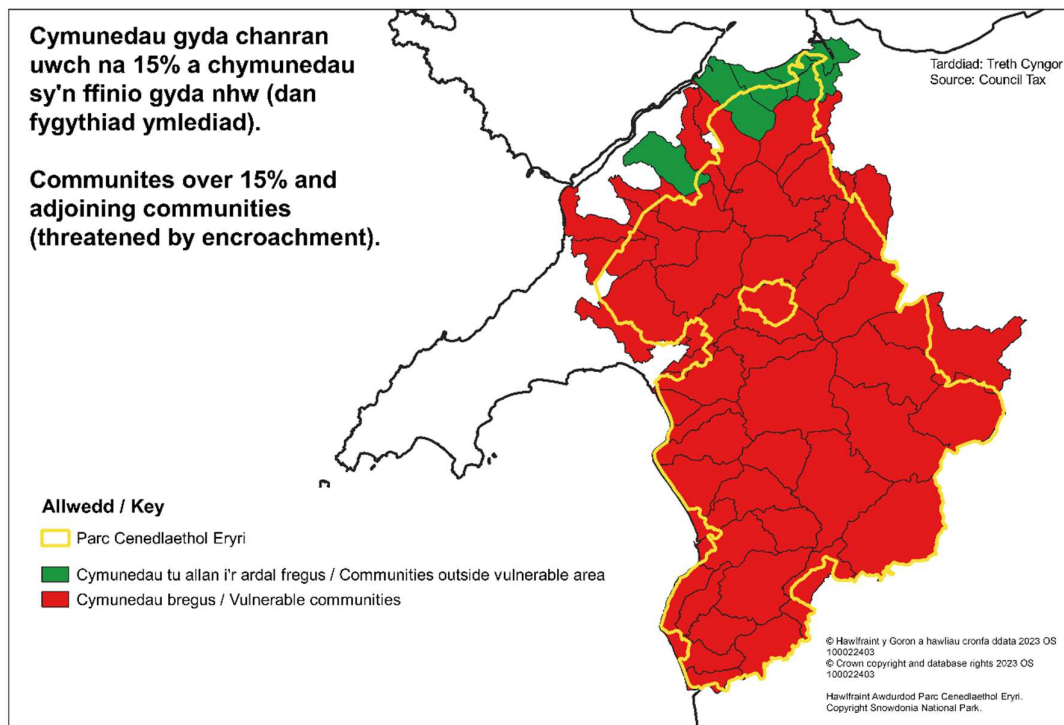 Cymunedau gyda chanran
uwch na 15% a chymunedau
sy'n ffinio gyda nhw (dan
fygythiad ymlediad).
Communites over 15% and
adjoining communities
(threatened by encroachment).
Tarddiad: Treth Cyngor
Source: Council Tax
Allwedd / Key
Parc Cenedlaethol Eryri
Cymunedau tu allan i'r ardal fregus / Communities outside vulnerable area
Cymunedau bregus / Vulnerable communities
© Hawlfraint y Goron a hawliau cronfa ddata 2023 OS
100022403
© Crown copyright and database rights 2023 OS
100022403
Hawlfraint Awdurdod Parc Cenedlaethol Eryri.
Copyright Snowdonia National Park.